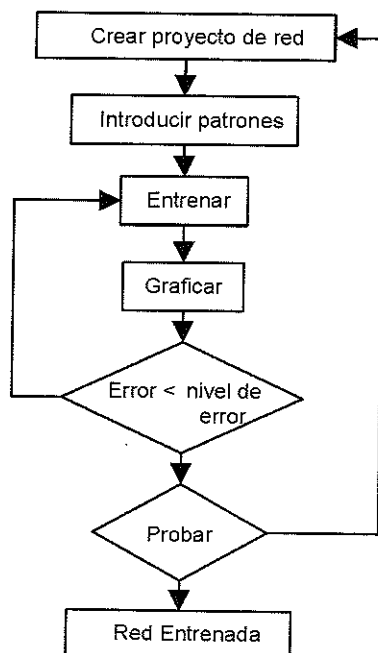 Crear proyecto de red
Introducir patrones
Entrenar
Graficar
Error < nivel de
error
Probar
Red Entrenada